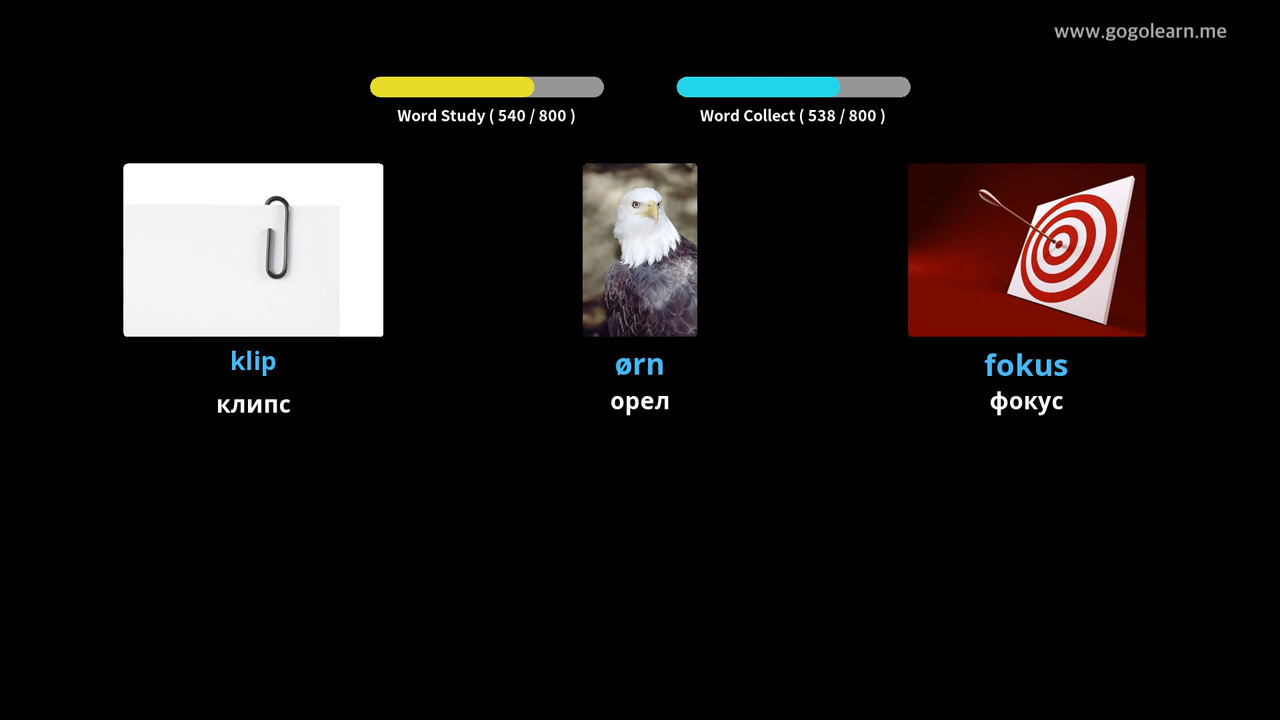 www.gogolearn.me
Word Study ( 540 / 800 )
Word Collect ( 538 / 800 )
klip
ørn
fokus
клипс
орел
фокус